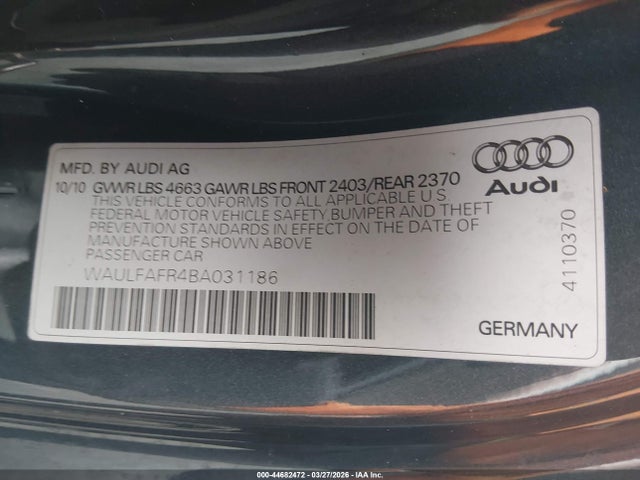 MFD. BY AUDI AG
10/10 GVWR LBS 4663 GAWR LBS FRONT 2403/REAR 2370
THIS VEHICLE CONFORMS TO ALL APPLICABLE U S
FEDERAL MOTOR VEHICLE SAFETY,BUMPER AND THEFT
PREVENTION STANDARDS IN EFFECT ON THE DATE OF
MANUFACTURE SHOWN ABOVE
PASSENGER CAR
WAULFAFR4BA031186
Audi
4110370
GERMANY
000-44682472 - 03/27/2026 - IAA Inc.